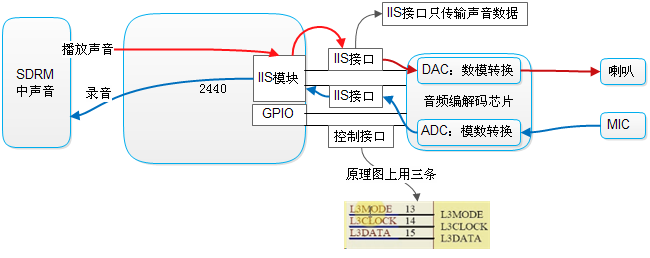 IIS接口只传输声音数据
播放声音
IIS接口
SDRM
中声音
IIS模块
DAC：数模转换
喇叭
2440
录音
IIS接口
音频编解码芯片
GPIO
ADC：模数转换
MIC
控制接口
原理图上用三条
L3MODE 13 L3MODE
L3CLOCK 14 L3CLOCK
L3DATA 15 L3DATA